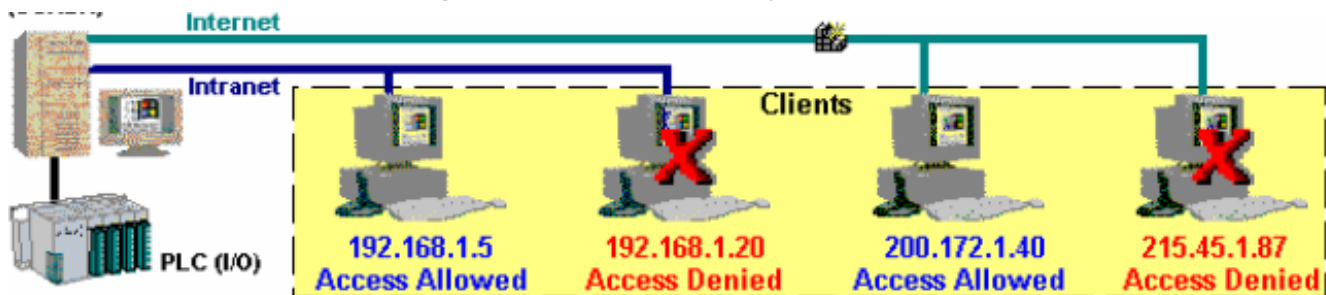 Internet
Intranet
Clients
PLC (I/O)
192.168.1.5
Access Allowed
192.168.1.20
Access Denied
200.172.1.40
Access Allowed
215.45.1.87
Access Denied